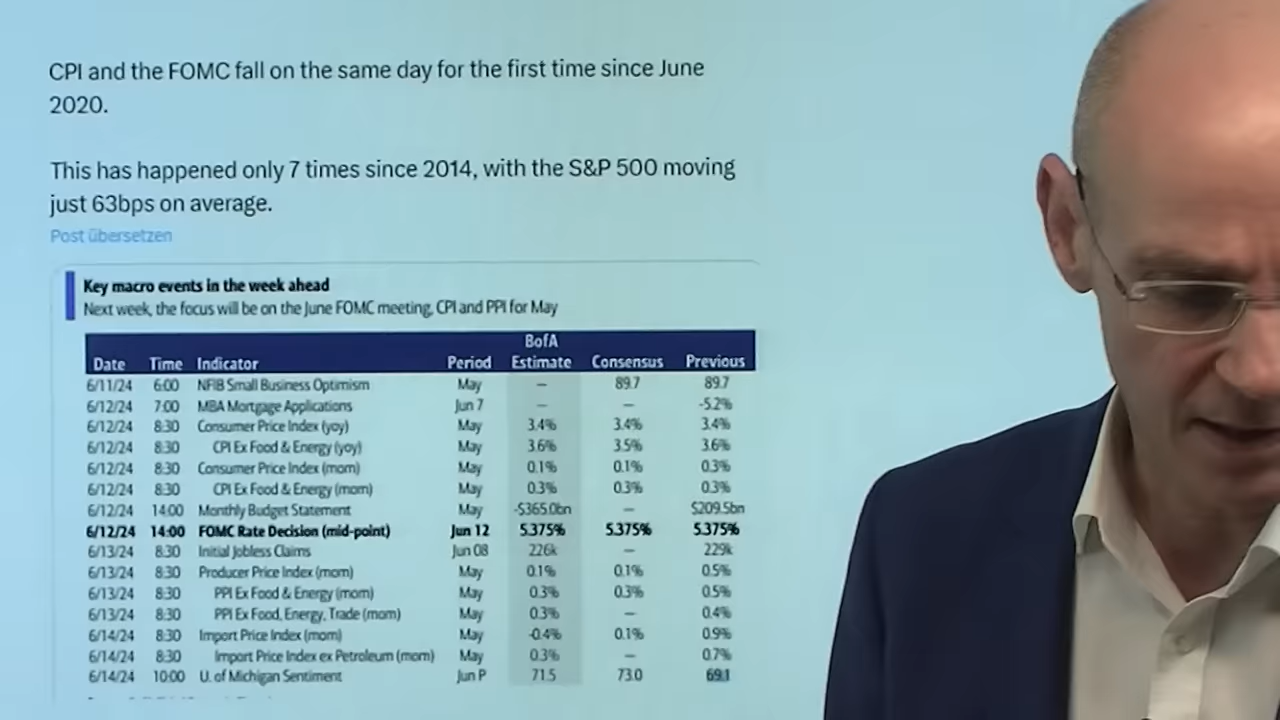 CPI and the FOMC fall on the same day for the first time since June
2020.
This has happened only 7 times since 2014, with the S&P 500 moving
just 63bps on average.
Post übersetzen
Key macro events in the week ahead
Next week, the focus will be on the June FOMC meeting, CPI and PPI for May
BofA
Date Time Indicator Period Estimate Consensus Previous
6/11/24 6:00 NFIB Small Business Optimism May – 89.7 89.7
6/12/24 7:00 MBA Mortgage Applications Jun 7 – – -5.2%
6/12/24 8:30 Consumer Price Index (yoy) May 3.4% 3.4% 3.4%
6/12/24 8:30 CPI Ex Food & Energy (yoy) May 3.6% 3.5% 3.6%
6/12/24 8:30 Consumer Price Index (mom) May 0.1% 0.1% 0.3%
6/12/24 8:30 CPI Ex Food & Energy (mom) May 0.3% 0.3% 0.3%
6/12/24 14:00 Monthly Budget Statement May -$365.0bn – $209.5bn
6/12/24 14:00 FOMC Rate Decision (mid-point) Jun 12 5.375% 5.375% 5.375%
6/13/24 8:30 Initial Jobless Claims Jun 08 226k – 229k
6/13/24 8:30 Producer Price Index (mom) May 0.1% 0.1% 0.5%
6/13/24 8:30 PPI Ex Food & Energy (mom) May 0.3% 0.3% 0.5%
6/13/24 8:30 PPI Ex Food, Energy, Trade (mom) May 0.3% – 0.4%
6/14/24 8:30 Import Price Index (mom) May -0.4% 0.1% 0.9%
6/14/24 8:30 Import Price Index ex Petroleum (mom) May 0.3% – 0.7%
6/14/24 10:00 U. of Michigan Sentiment Jun P 71.5 73.0 69.1